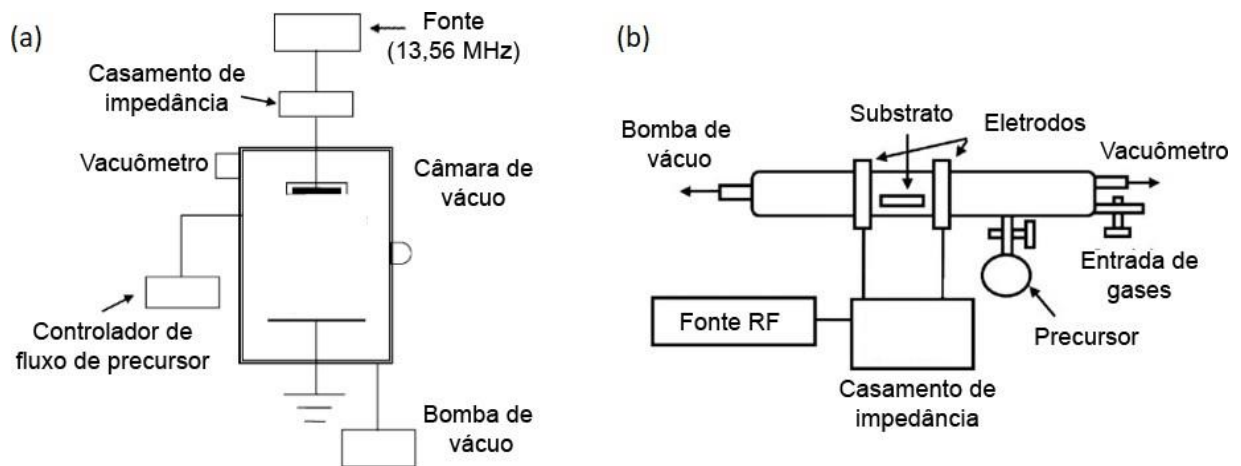 (a)
Fonte
(13,56 MHz)
Casamento de
impedância
Vacuômetro
Câmara de
vácuo
Controlador de
fluxo de precursor
Bomba de
vácuo
(b)
Substrato
Eletrodos
Bomba de
vácuo
Vacuômetro
Entrada de
gases
Precursor
Fonte RF
Casamento de
impedância